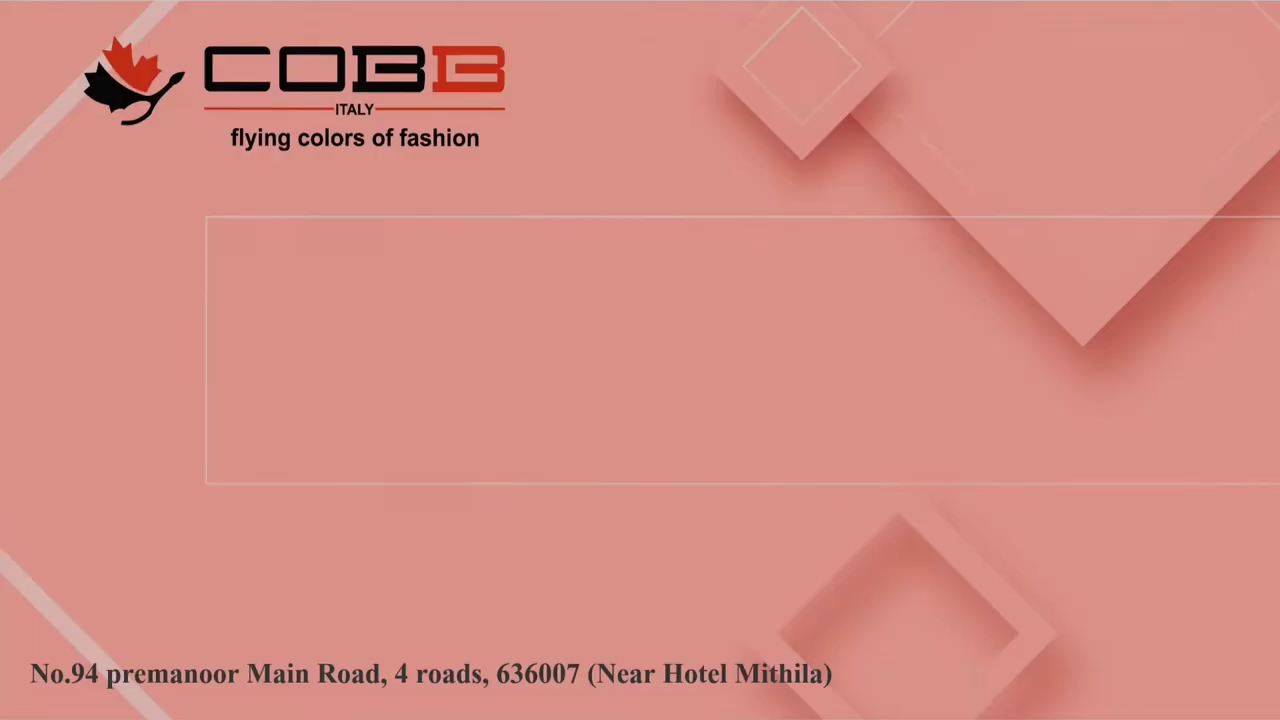 COBB
ITALY
flying colors of fashion
No.94 premanoor Main Road, 4 roads, 636007 (Near Hotel Mithila)